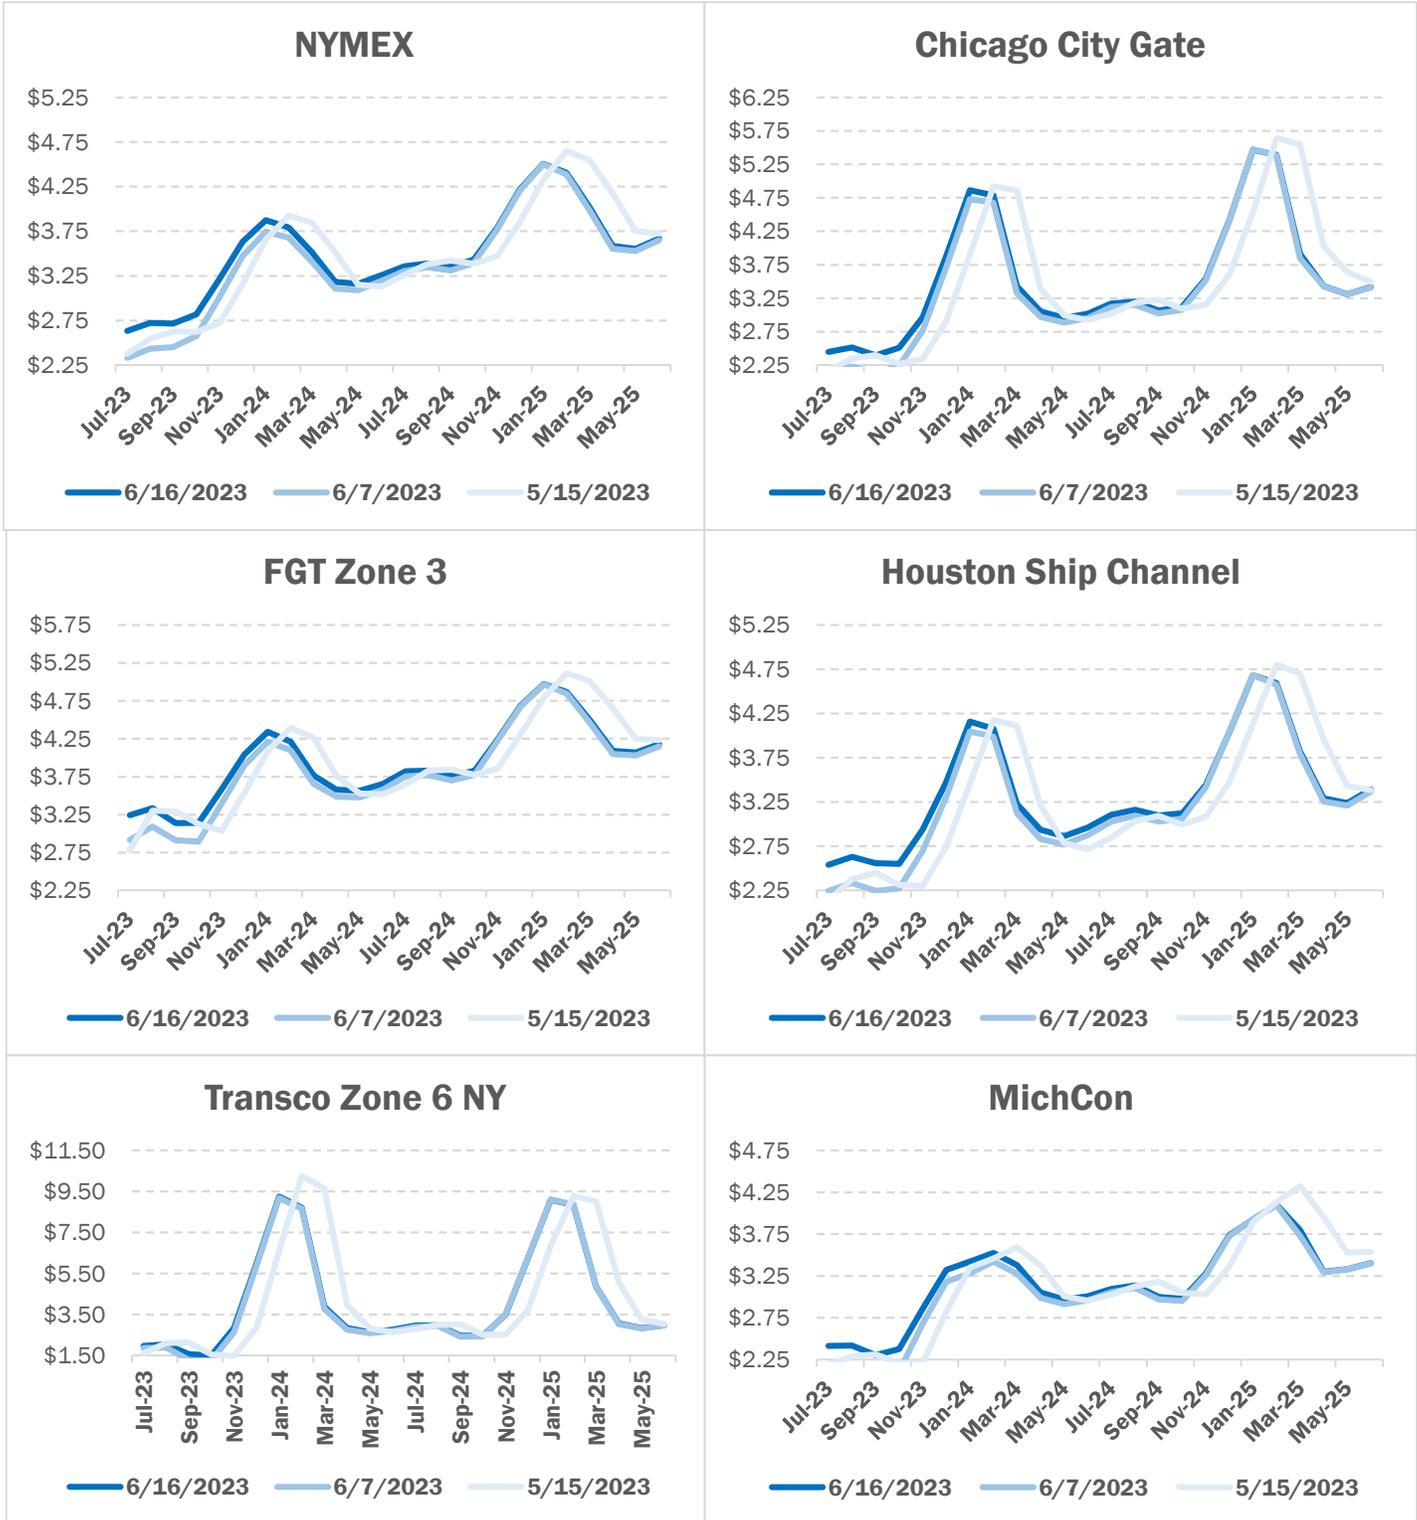 NYMEX
$5.25
$4.75
$4.25
$3.75
$3.25
$2.75
$2.25
Jul-23 Sep-23 Nov-23 Jan-24 Mar-24 May-24 Jul-24 Sep-24 Nov-24 Jan-25 Mar-25 May-25
6/16/2023 6/7/2023 5/15/2023
Chicago City Gate
$6.25
$5.75
$5.25
$4.75
$4.25
$3.75
$3.25
$2.75
$2.25
Jul-23 Sep-23 Nov-23 Jan-24 Mar-24 May-24 Jul-24 Sep-24 Nov-24 Jan-25 Mar-25 May-25
6/16/2023 6/7/2023 5/15/2023
FGT Zone 3
$5.75
$5.25
$4.75
$4.25
$3.75
$3.25
$2.75
$2.25
Jul-23 Sep-23 Nov-23 Jan-24 Mar-24 May-24 Jul-24 Sep-24 Nov-24 Jan-25 Mar-25 May-25
6/16/2023 6/7/2023 5/15/2023
Houston Ship Channel
$5.25
$4.75
$4.25
$3.75
$3.25
$2.75
$2.25
Jul-23 Sep-23 Nov-23 Jan-24 Mar-24 May-24 Jul-24 Sep-24 Nov-24 Jan-25 Mar-25 May-25
6/16/2023 6/7/2023 5/15/2023
Transco Zone 6 NY
$11.50
$9.50
$7.50
$5.50
$3.50
$1.50
Jul-23 Sep-23 Nov-23 Jan-24 Mar-24 May-24 Jul-24 Sep-24 Nov-24 Jan-25 Mar-25 May-25
6/16/2023 6/7/2023 5/15/2023
MichCon
$4.75
$4.25
$3.75
$3.25
$2.75
$2.25
Jul-23 Sep-23 Nov-23 Jan-24 Mar-24 May-24 Jul-24 Sep-24 Nov-24 Jan-25 Mar-25 May-25
6/16/2023 6/7/2023 5/15/2023